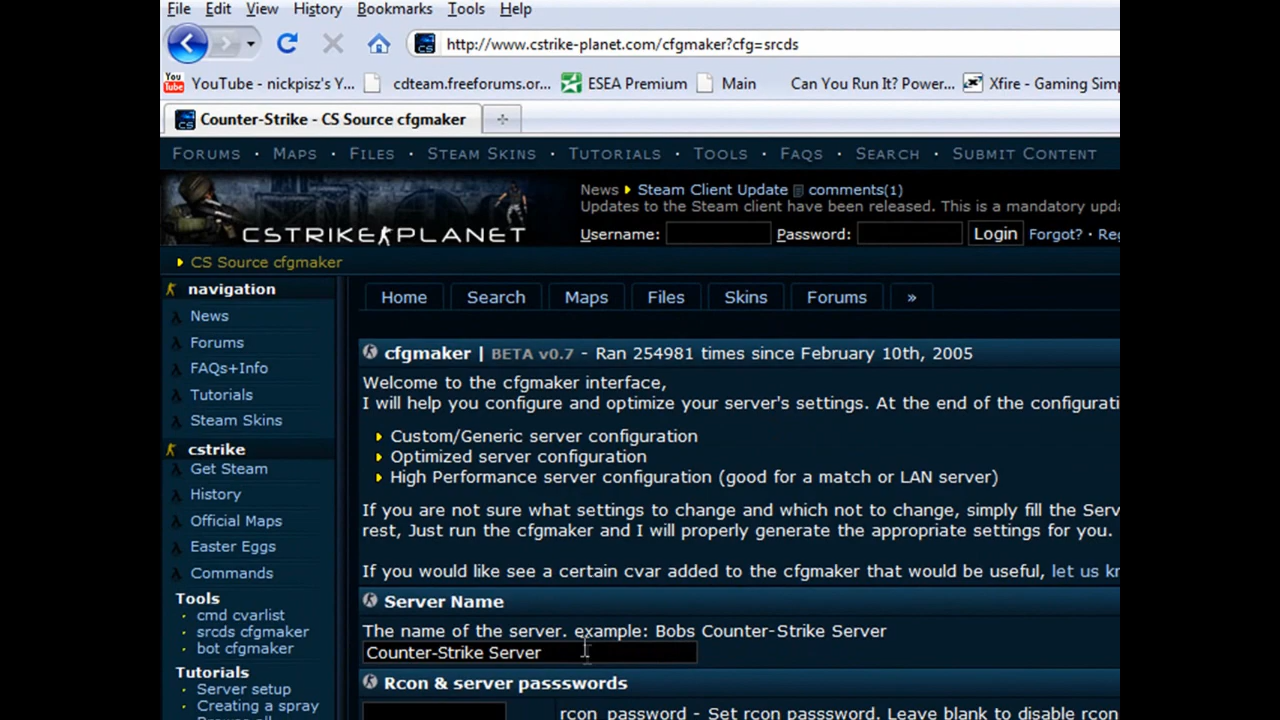 File Edit View History Bookmarks Tools Help
http://www.cstrike-planet.com/cfgmaker?cfg=srcds
You Tube YouTube - nickpisz's Y... cdteam.freeforums.or... ESEA Premium Main Can You Run It? Power... Xfire - Gaming Simp
Counter-Strike - CS Source cfgmaker
Forums · Maps · Files · Steam Skins · Tutorials · Tools · FAQs · Search · Submit Content
News Steam Client Update comments(1)
Updates to the Steam client have been released. This is a mandatory upda
CSTRIKE PLANET
Username: Password: Login Forgot? · Reg
CS Source cfgmaker
navigation
News
Forums
FAQs+Info
Tutorials
Steam Skins
cstrike
Get Steam
History
Official Maps
Easter Eggs
Commands
Tools
cmd cvarlist
srcds cfgmaker
bot cfgmaker
Tutorials
Server setup
Creating a spray
Home Search Maps Files Skins Forums »
cfgmaker | BETA v0.7 - Ran 254981 times since February 10th, 2005
Welcome to the cfgmaker interface,
I will help you configure and optimize your server's settings. At the end of the configurati
Custom/Generic server configuration
Optimized server configuration
High Performance server configuration (good for a match or LAN server)
If you are not sure what settings to change and which not to change, simply fill the Serv
rest, Just run the cfgmaker and I will properly generate the appropriate settings for you.
If you would like see a certain cvar added to the cfgmaker that would be useful, let us kr
Server Name
The name of the server. example: Bobs Counter-Strike Server
Counter-Strike Server
Rcon & server passswords
rcon_password - Set rcon passsword. Leave blank to disable rcon